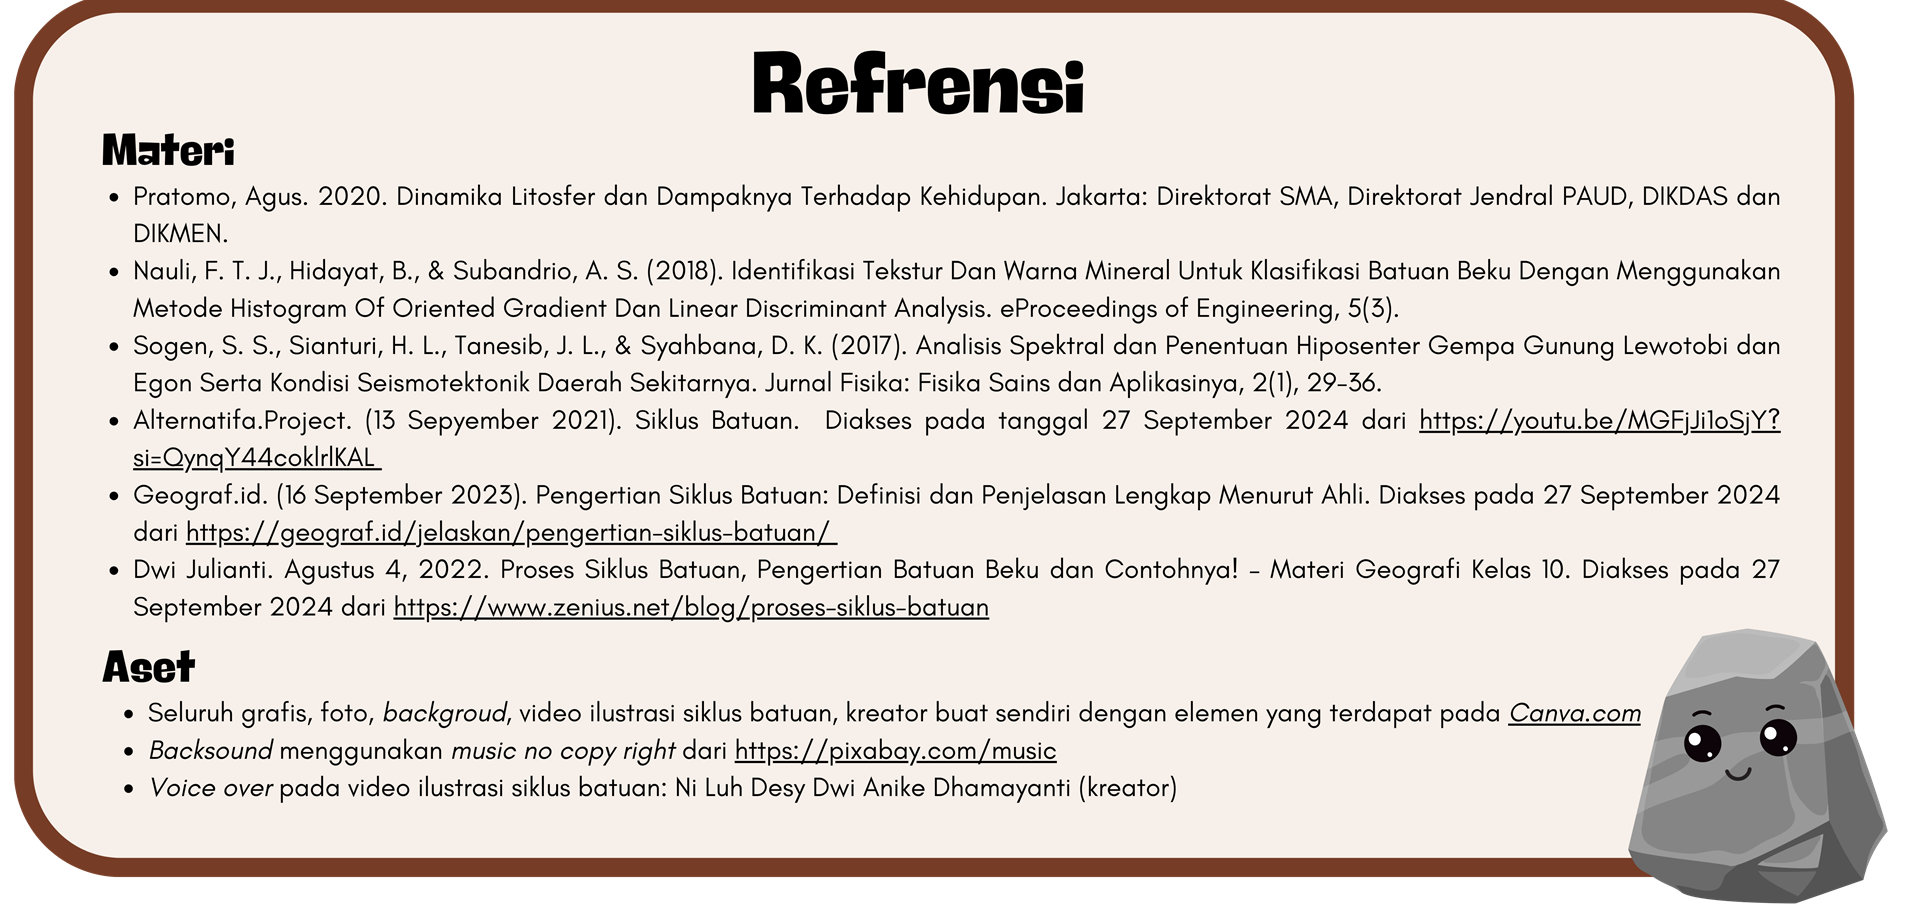 Refrensi
Materi
• Pratomo, Agus. 2020. Dinamika Litosfer dan Dampaknya Terhadap Kehidupan. Jakarta: Direktorat SMA, Direktorat Jendral PAUD, DIKDAS dan
DIKMEN.
• Nauli, F. T. J., Hidayat, B., & Subandrio, A. S. (2018). Identifikasi Tekstur Dan Warna Mineral Untuk Klasifikasi Batuan Beku Dengan Menggunakan
Metode Histogram Of Oriented Gradient Dan Linear Discriminant Analysis. eProceedings of Engineering, 5(3).
• Sogen, S. S., Sianturi, H. L., Tanesib, J. L., & Syahbana, D. K. (2017). Analisis Spektral dan Penentuan Hiposenter Gempa Gunung Lewotobi dan
Egon Serta Kondisi Seismotektonik Daerah Sekitarnya. Jurnal Fisika: Fisika Sains dan Aplikasinya, 2(1), 29-36.
• Alternatifa.Project. (13 Sepyember 2021). Siklus Batuan. Diakses pada tanggal 27 September 2024 dari https://youtu.be/MGFjJi1oSjY?
si=QynqY44coklrlKAL
• Geograf.id. (16 September 2023). Pengertian Siklus Batuan: Definisi dan Penjelasan Lengkap Menurut Ahli. Diakses pada 27 September 2024
dari https://geograf.id/jelaskan/pengertian-siklus-batuan/
• Dwi Julianti. Agustus 4, 2022. Proses Siklus Batuan, Pengertian Batuan Beku dan Contohnya! – Materi Geografi Kelas 10. Diakses pada 27
September 2024 dari https://www.zenius.net/blog/proses-siklus-batuan
Aset
• Seluruh grafis, foto, backgroud, video ilustrasi siklus batuan, kreator buat sendiri dengan elemen yang terdapat pada Canva.com
• Backsound menggunakan music no copy right dari https://pixabay.com/music
• Voice over pada video ilustrasi siklus batuan: Ni Luh Desy Dwi Anike Dhamayanti (kreator)